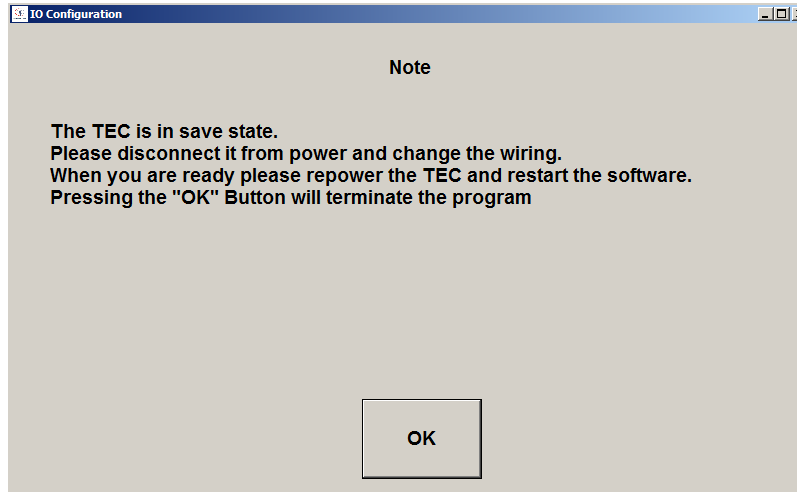 IO Configuration
Note
The TEC is in save state.
Please disconnect it from power and change the wiring.
When you are ready please repower the TEC and restart the software.
Pressing the "OK" Button will terminate the program
OK